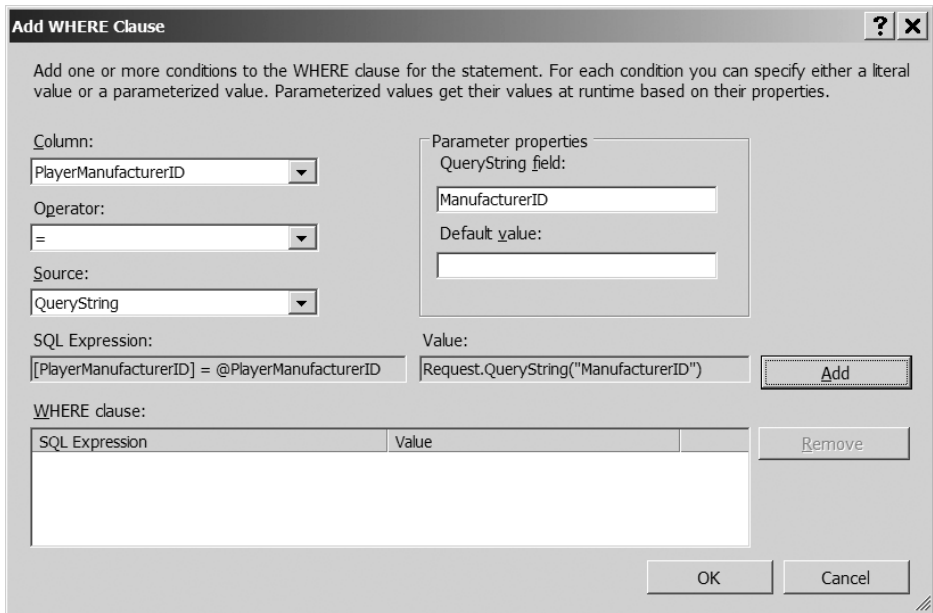 Add WHERE Clause
Add one or more conditions to the WHERE clause for the statement. For each condition you can specify either a literal
value or a parameterized value. Parameterized values get their values at runtime based on their properties.
Column:
PlayerManufacturerID
Operator:
=
Source:
QueryString
Parameter properties
QueryString field:
ManufacturerID
Default value:
SQL Expression:
[PlayerManufacturerID] = @PlayerManufacturerID
Value:
Request.QueryString("ManufacturerID")
Add
WHERE clause:
SQL Expression Value
Remove
OK Cancel